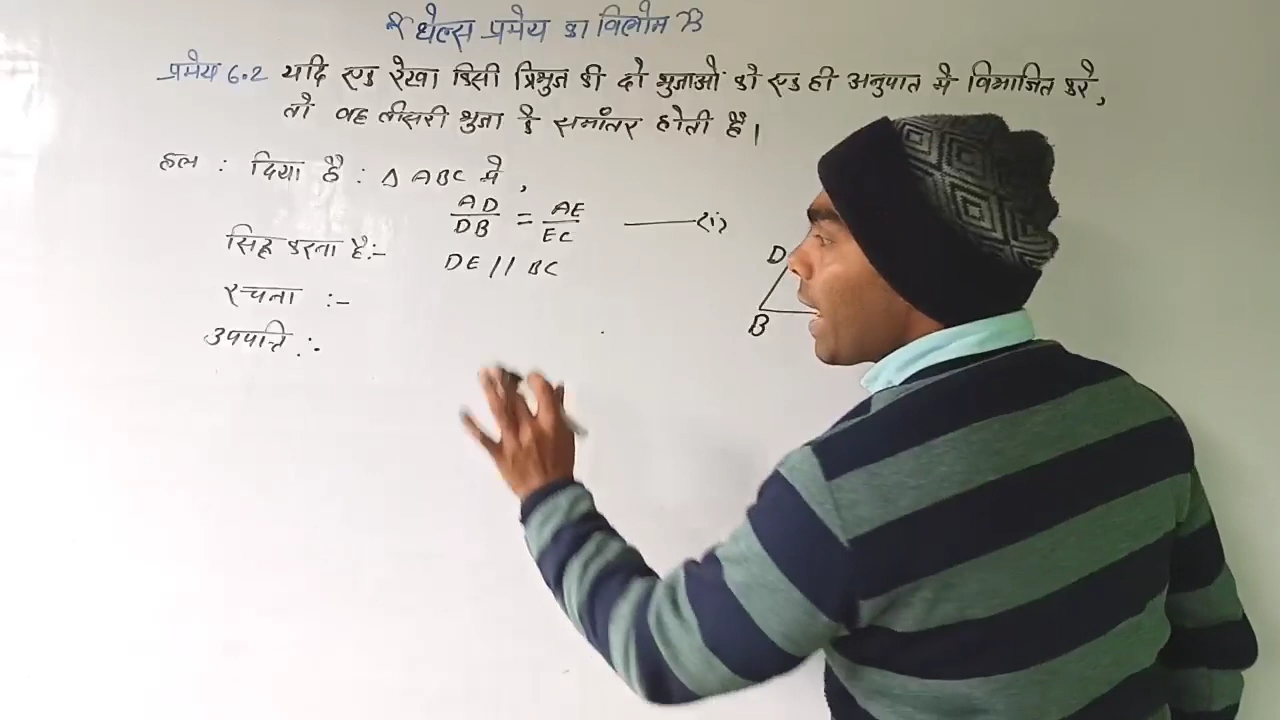 थेल्स प्रमेय का विलोम
प्रमेय 6.2 यदि एक रेखा किसी त्रिभुज की दो भुजाओं को एक ही अनुपात में विभाजित करे,
तो वह तीसरी भुजा के समांतर होती है।
हल : दिया है : Δ ABC में,
AD/DB = AE/EC —— (i)
सिद्ध करना है:- DE // BC
रचना :-
उपपत्ति :-
D
B